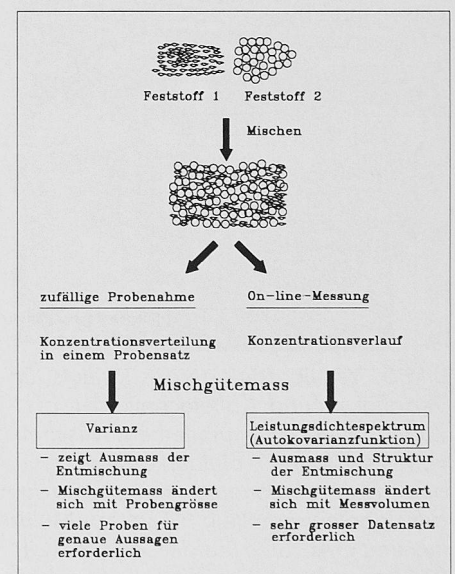 Feststoff 1 Feststoff 2
Mischen
zufällige Probenahme
Konzentrationsverteilung
in einem Probensatz
On-line-Messung
Konzentrationsverlauf
Mischgütemass
Varianz
- zeigt Ausmass der
Entmischung
- Mischgütemass ändert
sich mit Probengrösse
- viele Proben für
genaue Aussagen
erforderlich
Leistungsdichtespektrum
(Autokovarianzfunktion)
- Ausmass und Struktur
der Entmischung
- Mischgütemass ändert
sich mit Messvolumen
- sehr grosser Datensatz
erforderlich